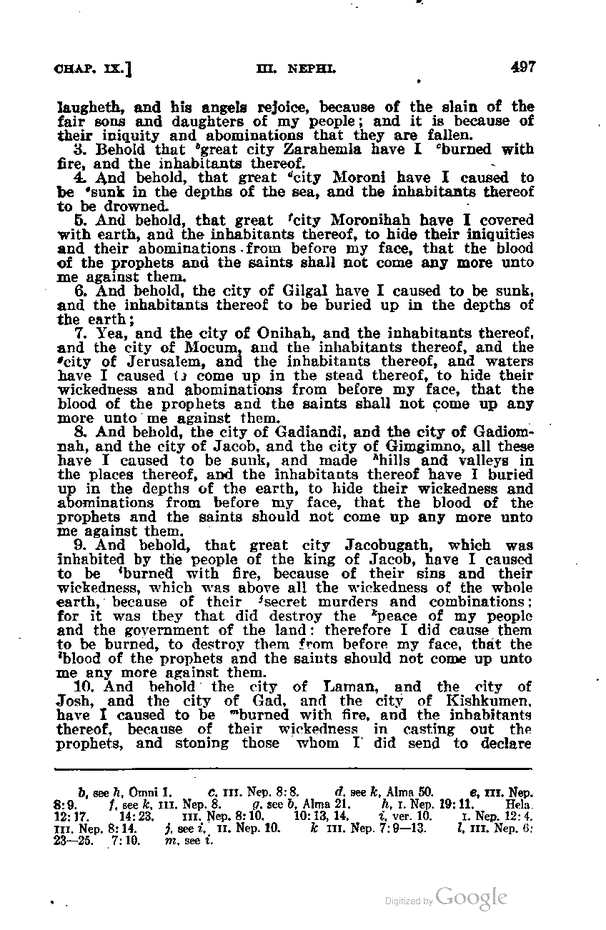 CHAP. IX.] III. NEPHI. 497
laugheth, and his angels rejoice, because of the slain of the
fair sons and daughters of my people; and it is because of
their iniquity and abominations that they are fallen.
3. Behold that ᵇgreat city Zarahemla have I ᶜburned with
fire, and the inhabitants thereof.
4. And behold, that great ᵈcity Moroni have I caused to
be ᵉsunk in the depths of the sea, and the inhabitants thereof
to be drowned.
5. And behold, that great ᶠcity Moronihah have I covered
with earth, and the inhabitants thereof, to hide their iniquities
and their abominations from before my face, that the blood
of the prophets and the saints shall not come any more unto
me against them.
6. And behold, the city of Gilgal have I caused to be sunk,
and the inhabitants thereof to be buried up in the depths of
the earth;
7. Yea, and the city of Onihah, and the inhabitants thereof,
and the city of Mocum, and the inhabitants thereof, and the
ᵍcity of Jerusalem, and the inhabitants thereof, and waters
have I caused to come up in the stead thereof, to hide their
wickedness and abominations from before my face, that the
blood of the prophets and the saints shall not come up any
more unto me against them.
8. And behold, the city of Gadiandi, and the city of Gadiom-
nah, and the city of Jacob, and the city of Gimgimno, all these
have I caused to be sunk, and made ʰhills and valleys in
the places thereof, and the inhabitants thereof have I buried
up in the depths of the earth, to hide their wickedness and
abominations from before my face, that the blood of the
prophets and the saints should not come up any more unto
me against them.
9. And behold, that great city Jacobugath, which was
inhabited by the people of the king of Jacob, have I caused
to be ⁱburned with fire, because of their sins and their
wickedness, which was above all the wickedness of the whole
earth, because of their ʲsecret murders and combinations;
for it was they that did destroy the ᵏpeace of my people
and the government of the land: therefore I did cause them
to be burned, to destroy them from before my face, that the
ˡblood of the prophets and the saints should not come up unto
me any more against them.
10. And behold the city of Laman, and the city of
Josh, and the city of Gad, and the city of Kishkumen,
have I caused to be ᵐburned with fire, and the inhabitants
thereof, because of their wickedness in casting out the
prophets, and stoning those whom I did send to declare
b, see h, Omni 1. c, III. Nep. 8:8. d, see k, Alma 50. e, III. Nep.
8:9. f, see k, III. Nep. 8. g, see b, Alma 21. h, I. Nep. 19:11. Hela.
12:17. 14:23. III. Nep. 8:10. 10:13, 14. i, ver. 10. I. Nep. 12:4.
III. Nep. 8:14. j, see i, II. Nep. 10. k III. Nep. 7:9—13. l, III. Nep. 6:
23—25. 7:10. m, see i.
Digitized by Google